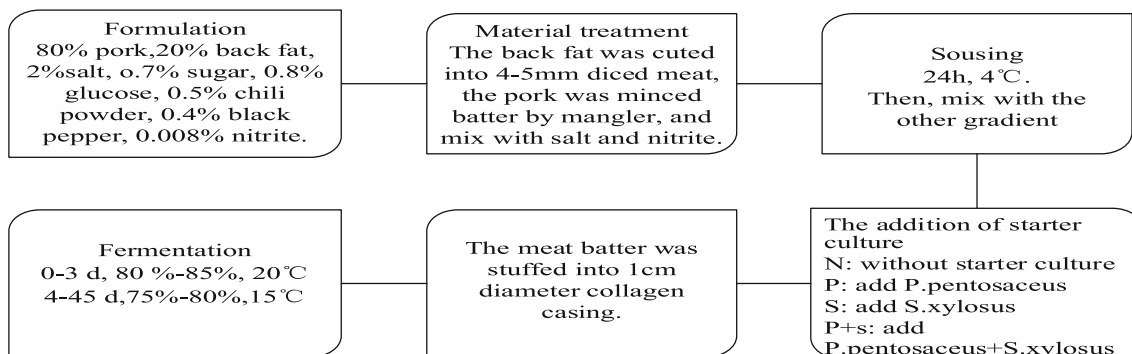 Formulation
80% pork,20% back fat,
2%salt, o.7% sugar, 0.8%
glucose, 0.5% chili
powder, 0.4% black
pepper, 0.008% nitrite.
Material treatment
The back fat was cuted
into 4-5mm diced meat,
the pork was minced
batter by mangler, and
mix with salt and nitrite.
Sousing
24h, 4℃.
Then, mix with the
other gradient
The addition of starter
culture
N: without starter culture
P: add P.pentosaceus
S: add S.xylosus
P+s: add
P.pentosaceus+S.xylosus
The meat batter was
stuffed into 1cm
diameter collagen
casing.
Fermentation
0-3 d, 80 %-85%, 20℃
4-45 d,75%-80%,15℃